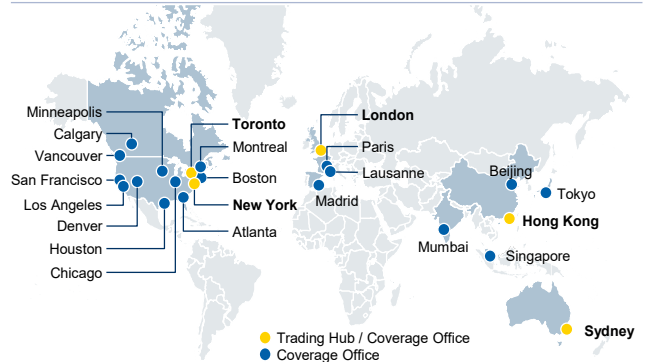 Minneapolis
Calgary
Vancouver
San Francisco
Los Angeles
Denver
Houston
Chicago
Toronto
Montreal
Boston
New York
Atlanta
London
Paris
Lausanne
Madrid
Beijing
Tokyo
Hong Kong
Mumbai
Singapore
Sydney
Trading Hub / Coverage Office
Coverage Office